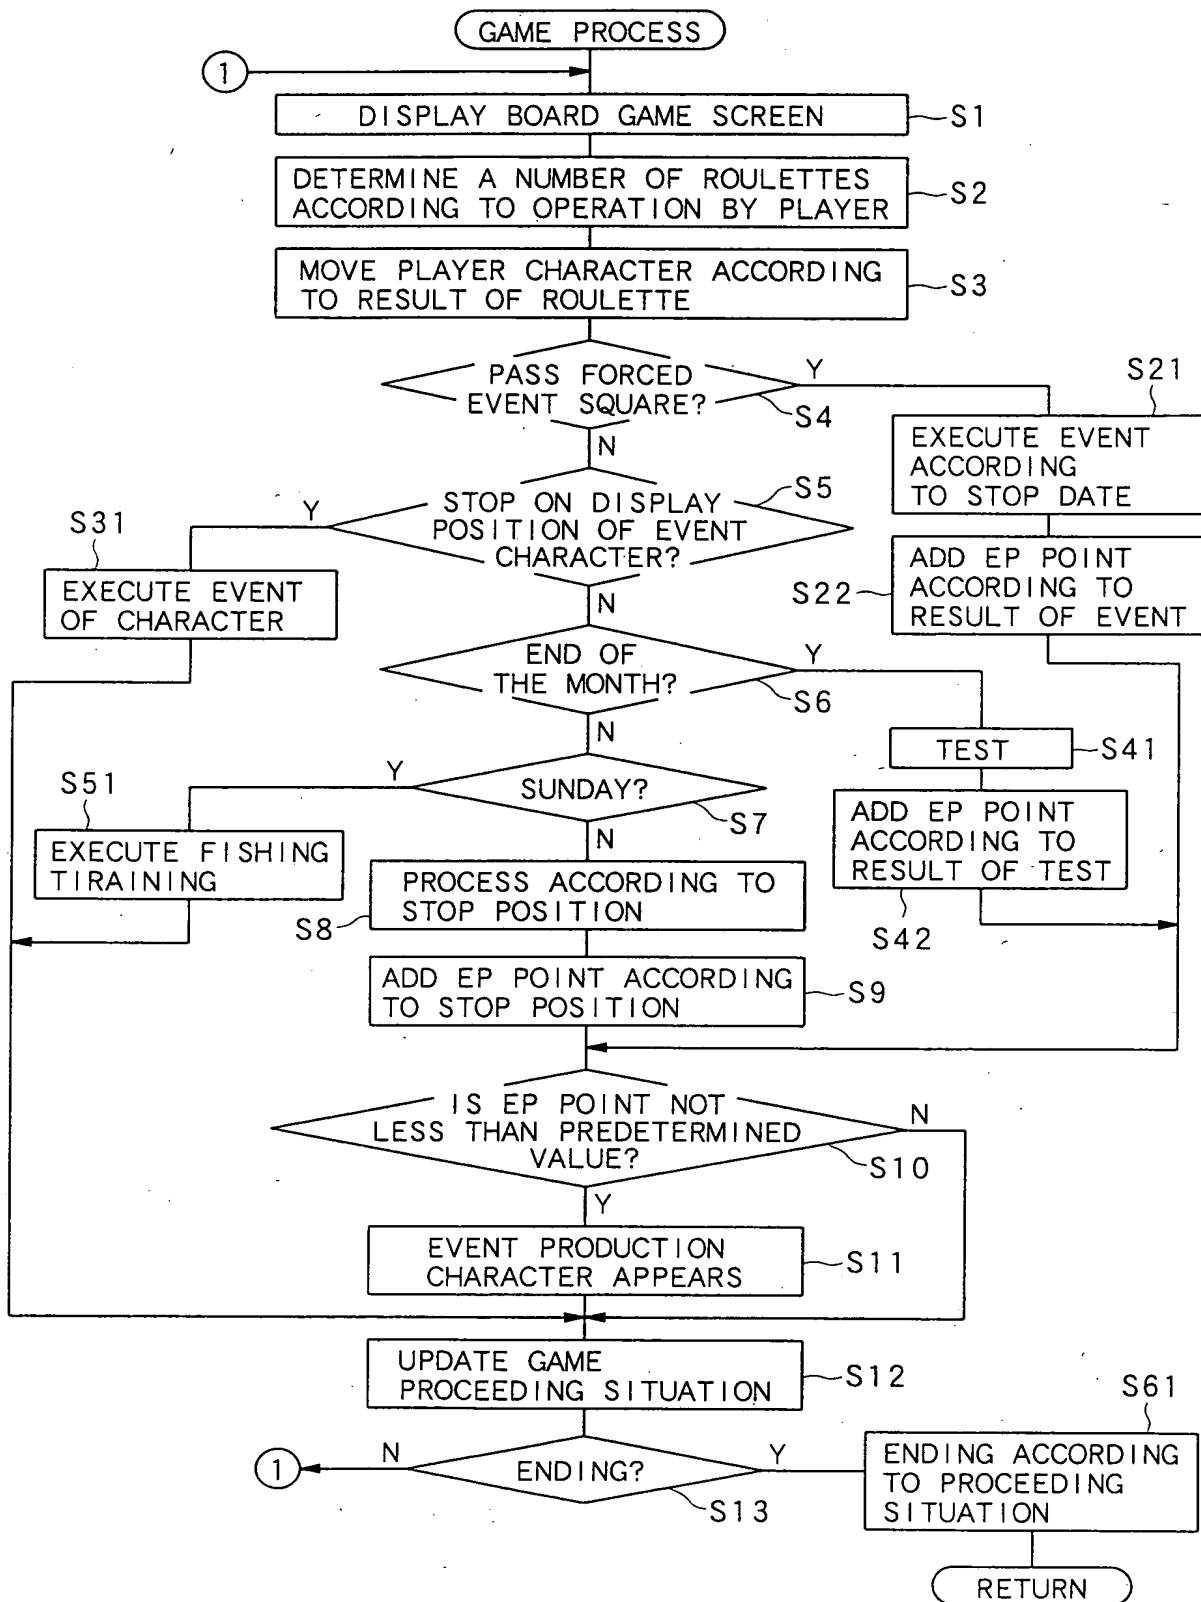 GAME PROCESS
1
DISPLAY BOARD GAME SCREEN
S1
DETERMINE A NUMBER OF ROULETTES
ACCORDING TO OPERATION BY PLAYER
S2
MOVE PLAYER CHARACTER ACCORDING
TO RESULT OF ROULETTE
S3
PASS FORCED
EVENT SQUARE?
Y
S4
N
S21
EXECUTE EVENT
ACCORDING
TO STOP DATE
STOP ON DISPLAY
POSITION OF EVENT
CHARACTER?
S5
Y
N
S31
EXECUTE EVENT
OF CHARACTER
S22
ADD EP POINT
ACCORDING TO
RESULT OF EVENT
END OF
THE MONTH?
Y
S6
N
TEST
S41
SUNDAY?
Y
S7
N
S51
EXECUTE FISHING
TIRAINING
ADD EP POINT
ACCORDING TO
RESULT OF TEST
S42
PROCESS ACCORDING TO
STOP POSITION
S8
ADD EP POINT ACCORDING
TO STOP POSITION
S9
IS EP POINT NOT
LESS THAN PREDETERMINED
VALUE?
N
S10
Y
EVENT PRODUCTION
CHARACTER APPEARS
S11
UPDATE GAME
PROCEEDING SITUATION
S12
S61
1
N
ENDING?
Y
S13
ENDING ACCORDING
TO PROCEEDING
SITUATION
RETURN